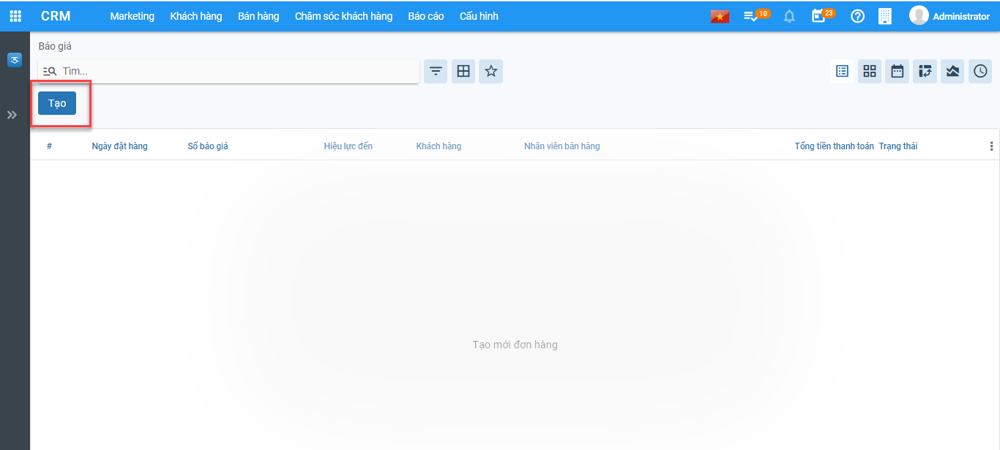 CRM Marketing Khách hàng Bán hàng Chăm sóc khách hàng Báo cáo Cấu hình 10 23 Administrator
Báo giá
Tìm...
Tạo
# Ngày đặt hàng Số báo giá Hiệu lực đến Khách hàng Nhân viên bán hàng Tổng tiền thanh toán Trạng thái
Tạo mới đơn hàng